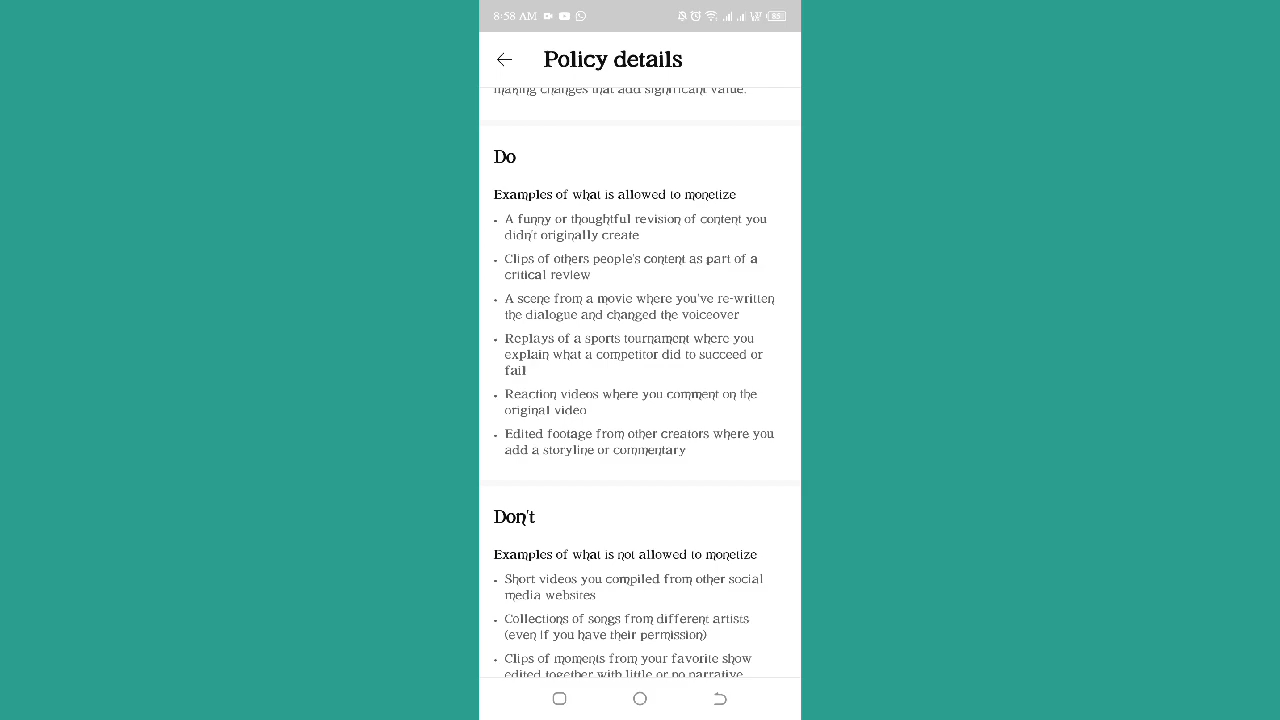 8:58 AM
Policy details
making changes that add significant value.
Do
Examples of what is allowed to monetize
• A funny or thoughtful revision of content you
didn't originally create
• Clips of others people's content as part of a
critical review
• A scene from a movie where you've re-written
the dialogue and changed the voiceover
• Replays of a sports tournament where you
explain what a competitor did to succeed or
fail
• Reaction videos where you comment on the
original video
• Edited footage from other creators where you
add a storyline or commentary
Don't
Examples of what is not allowed to monetize
• Short videos you compiled from other social
media websites
• Collections of songs from different artists
(even if you have their permission)
• Clips of moments from your favorite show
edited together with little or no narrative